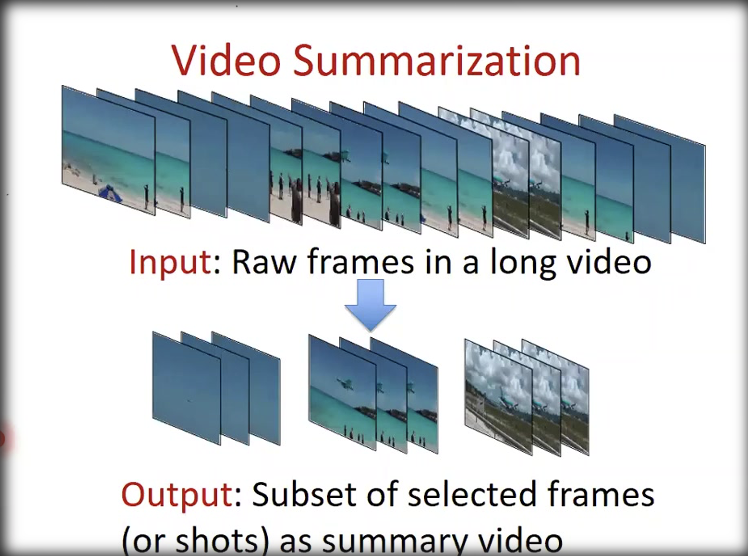 Video Summarization
Input: Raw frames in a long video
Output: Subset of selected frames
(or shots) as summary video